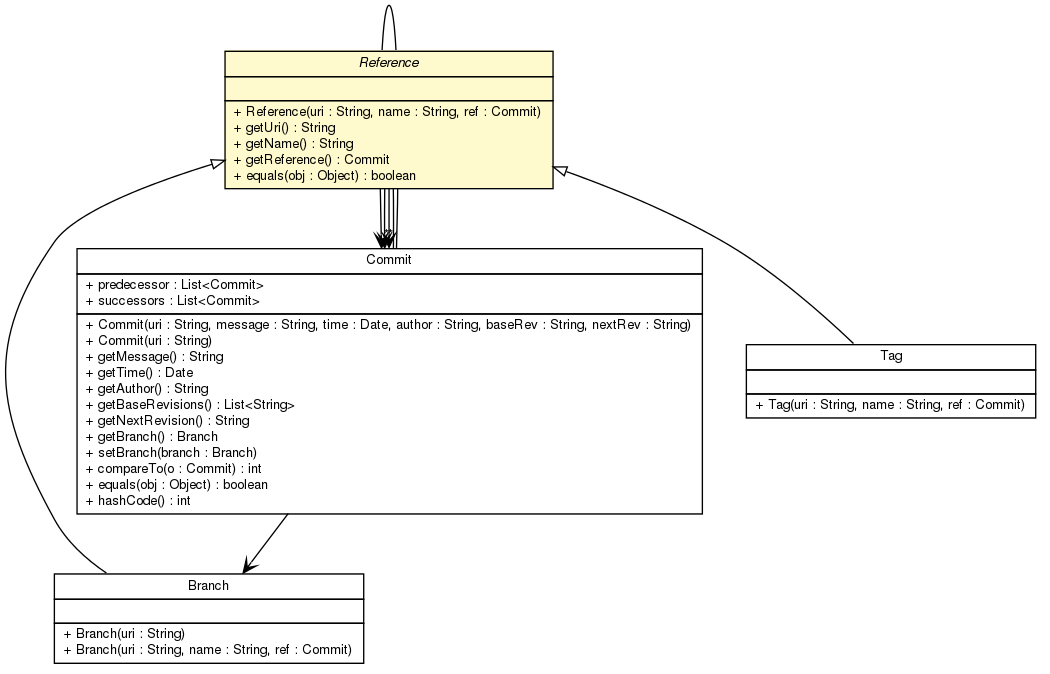 Reference
+ Reference(uri : String, name : String, ref : Commit)
+ getUri() : String
+ getName() : String
+ getReference() : Commit
+ equals(obj : Object) : boolean
Commit
+ predecessor : List<Commit>
+ successors : List<Commit>
+ Commit(uri : String, message : String, time : Date, author : String, baseRev : String, nextRev : String)
+ Commit(uri : String)
+ getMessage() : String
+ getTime() : Date
+ getAuthor() : String
+ getBaseRevisions() : List<String>
+ getNextRevision() : String
+ getBranch() : Branch
+ setBranch(branch : Branch)
+ compareTo(o : Commit) : int
+ equals(obj : Object) : boolean
+ hashCode() : int
Tag
+ Tag(uri : String, name : String, ref : Commit)
Branch
+ Branch(uri : String)
+ Branch(uri : String, name : String, ref : Commit)